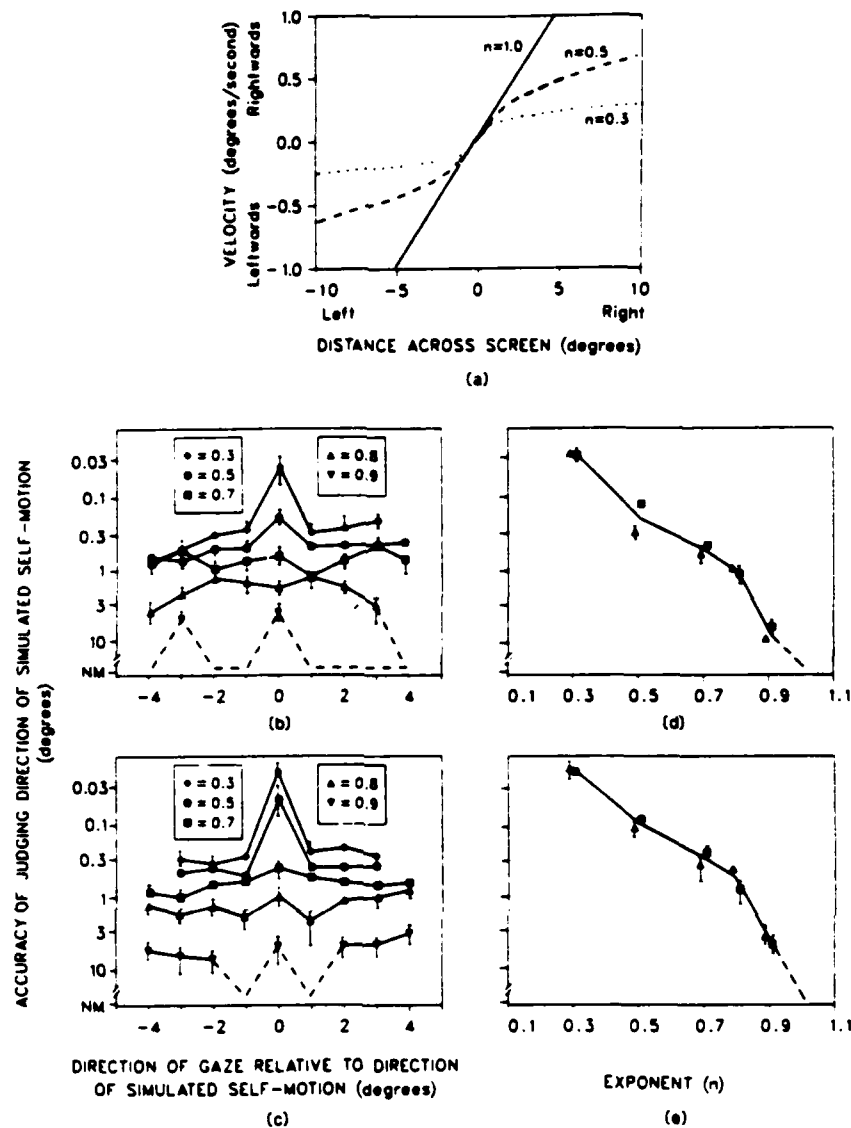 1.0
0.5
0.0
-0.5
-1.0
VELOCITY (degrees/second)
Leftwards Rightwards
n=1.0
n=0.5
n=0.3
-10 -5 0 5 10
Left Right
DISTANCE ACROSS SCREEN (degrees)
(a)
ACCURACY OF JUDGING DIRECTION OF SIMULATED SELF-MOTION
(degrees)
0.03
0.1
0.3
1
3
10
NM
= 0.3
= 0.5
= 0.7
= 0.8
= 0.9
-4 -2 0 2 4
(b)
0.1 0.3 0.5 0.7 0.9 1.1
(d)
0.03
0.1
0.3
1
3
10
NM
= 0.3
= 0.5
= 0.7
= 0.8
= 0.9
-4 -2 0 2 4
DIRECTION OF GAZE RELATIVE TO DIRECTION
OF SIMULATED SELF-MOTION (degrees)
(c)
0.1 0.3 0.5 0.7 0.9 1.1
EXPONENT (n)
(e)